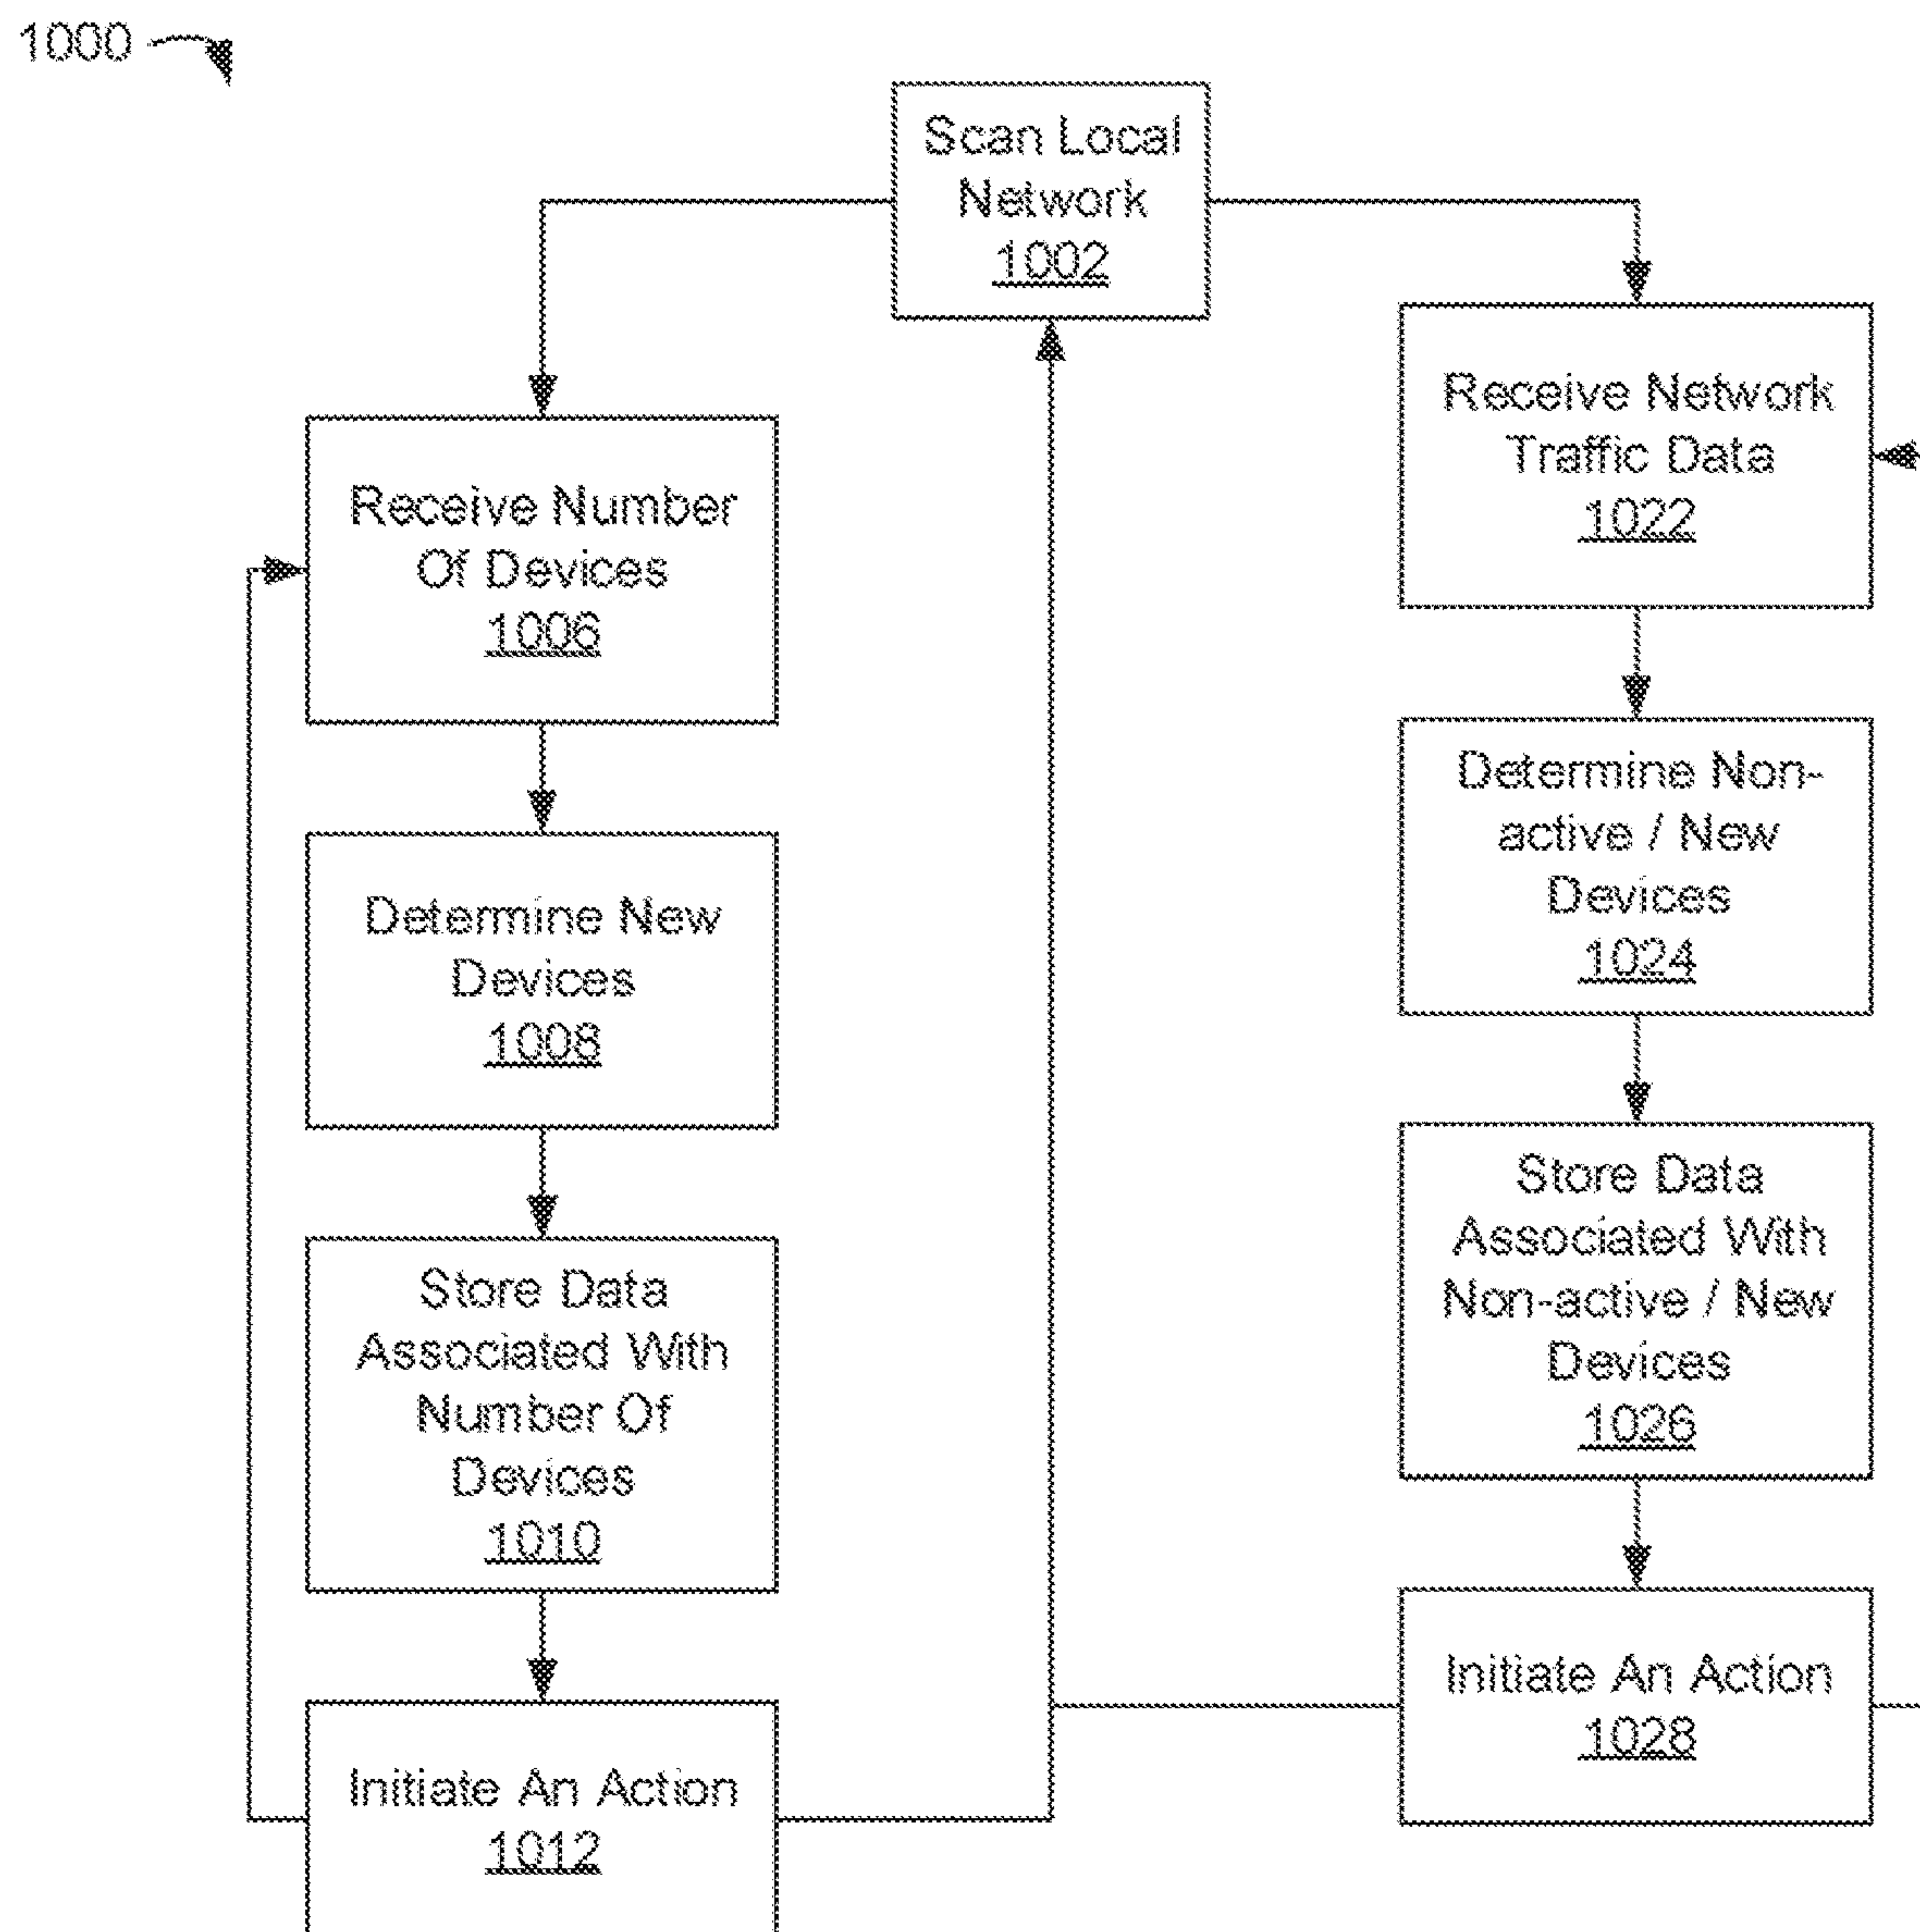 1000
Scan Local
Network
1002
Receive Number
Of Devices
1006
Determine New
Devices
1008
Store Data
Associated With
Number Of
Devices
1010
Initiate An Action
1012
Receive Network
Traffic Data
1022
Determine Non-
active / New
Devices
1024
Store Data
Associated With
Non-active / New
Devices
1026
Initiate An Action
1028